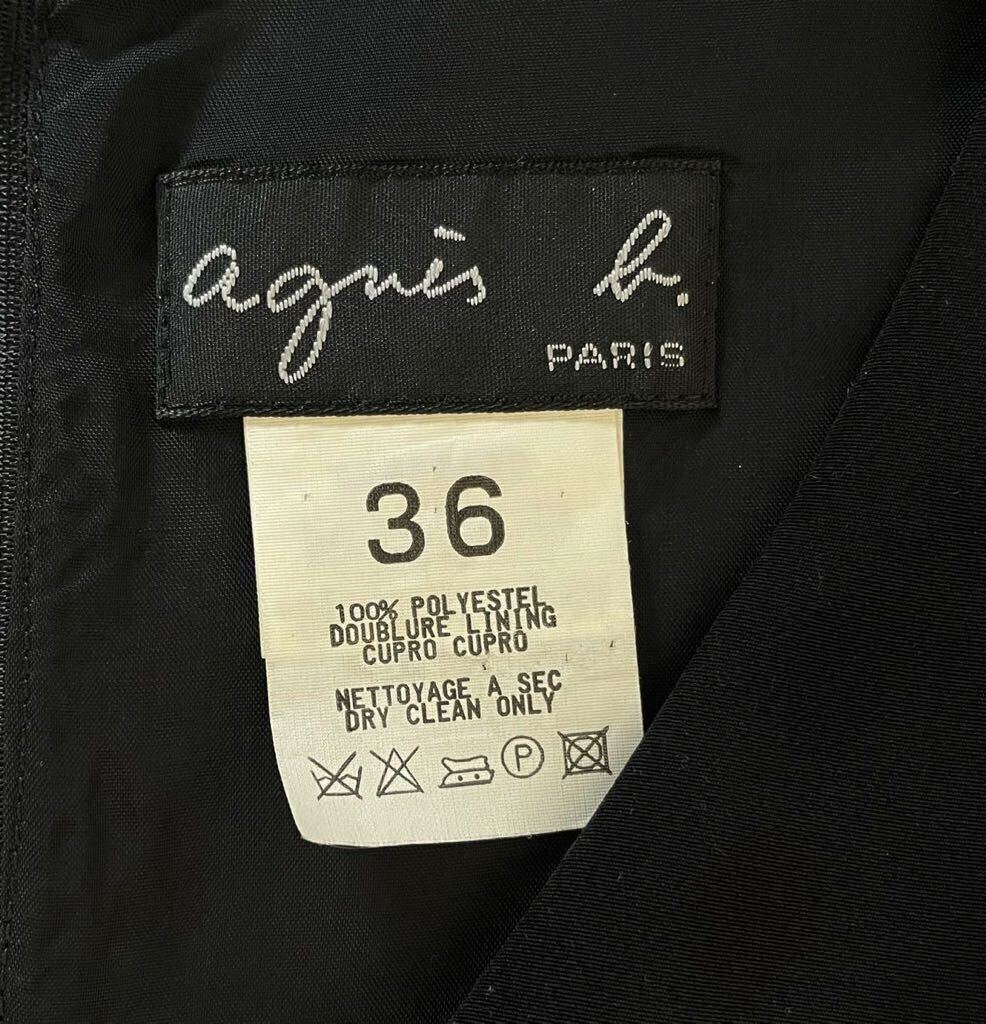 agnès b.
PARIS
36
100% POLYESTEL
DOUBLURE LINING
CUPRO CUPRO
NETTOYAGE A SEC
DRY CLEAN ONLY
P